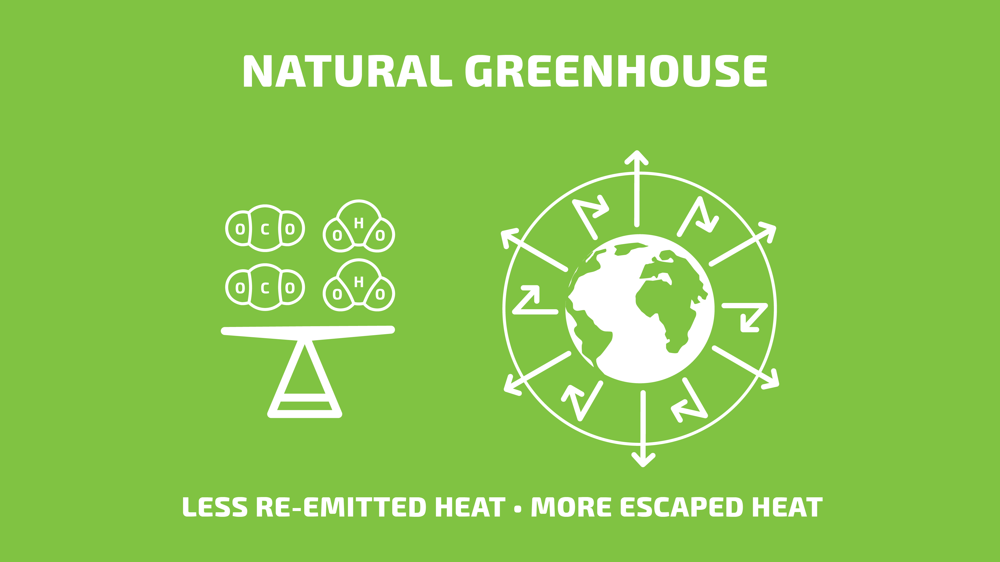 NATURAL GREENHOUSE
O C O
O H O
O C O
O H O
LESS RE-EMITTED HEAT • MORE ESCAPED HEAT